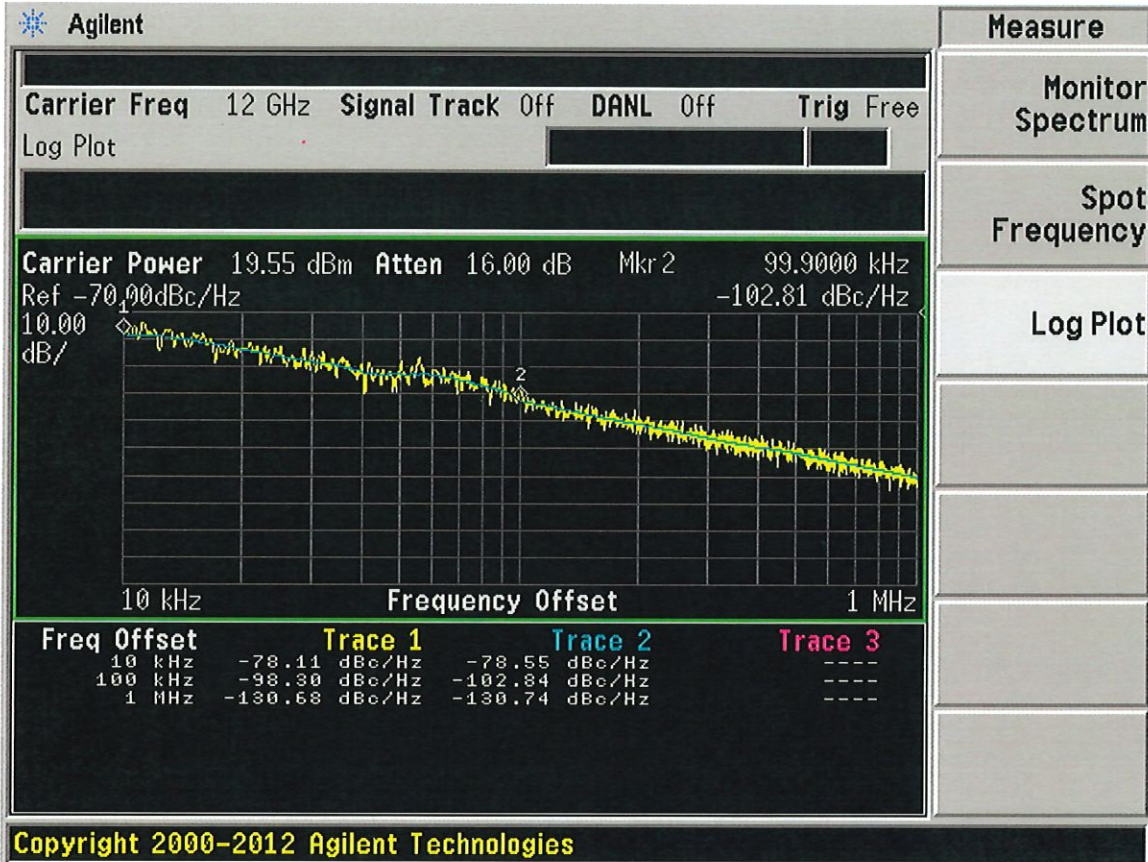 Agilent
Measure
Carrier Freq 12 GHz Signal Track Off DANL Off Trig Free
Log Plot
Monitor
Spectrum
Spot
Frequency
Log Plot
Carrier Power 19.55 dBm Atten 16.00 dB Mkr 2 99.9000 kHz
Ref -70.00dBc/Hz -102.81 dBc/Hz
10.00
dB/
1
2
10 kHz Frequency Offset 1 MHz
Freq Offset Trace 1 Trace 2 Trace 3
10 kHz -78.11 dBc/Hz -78.55 dBc/Hz ----
100 kHz -98.30 dBc/Hz -102.84 dBc/Hz ----
1 MHz -130.68 dBc/Hz -130.74 dBc/Hz ----
Copyright 2000-2012 Agilent Technologies